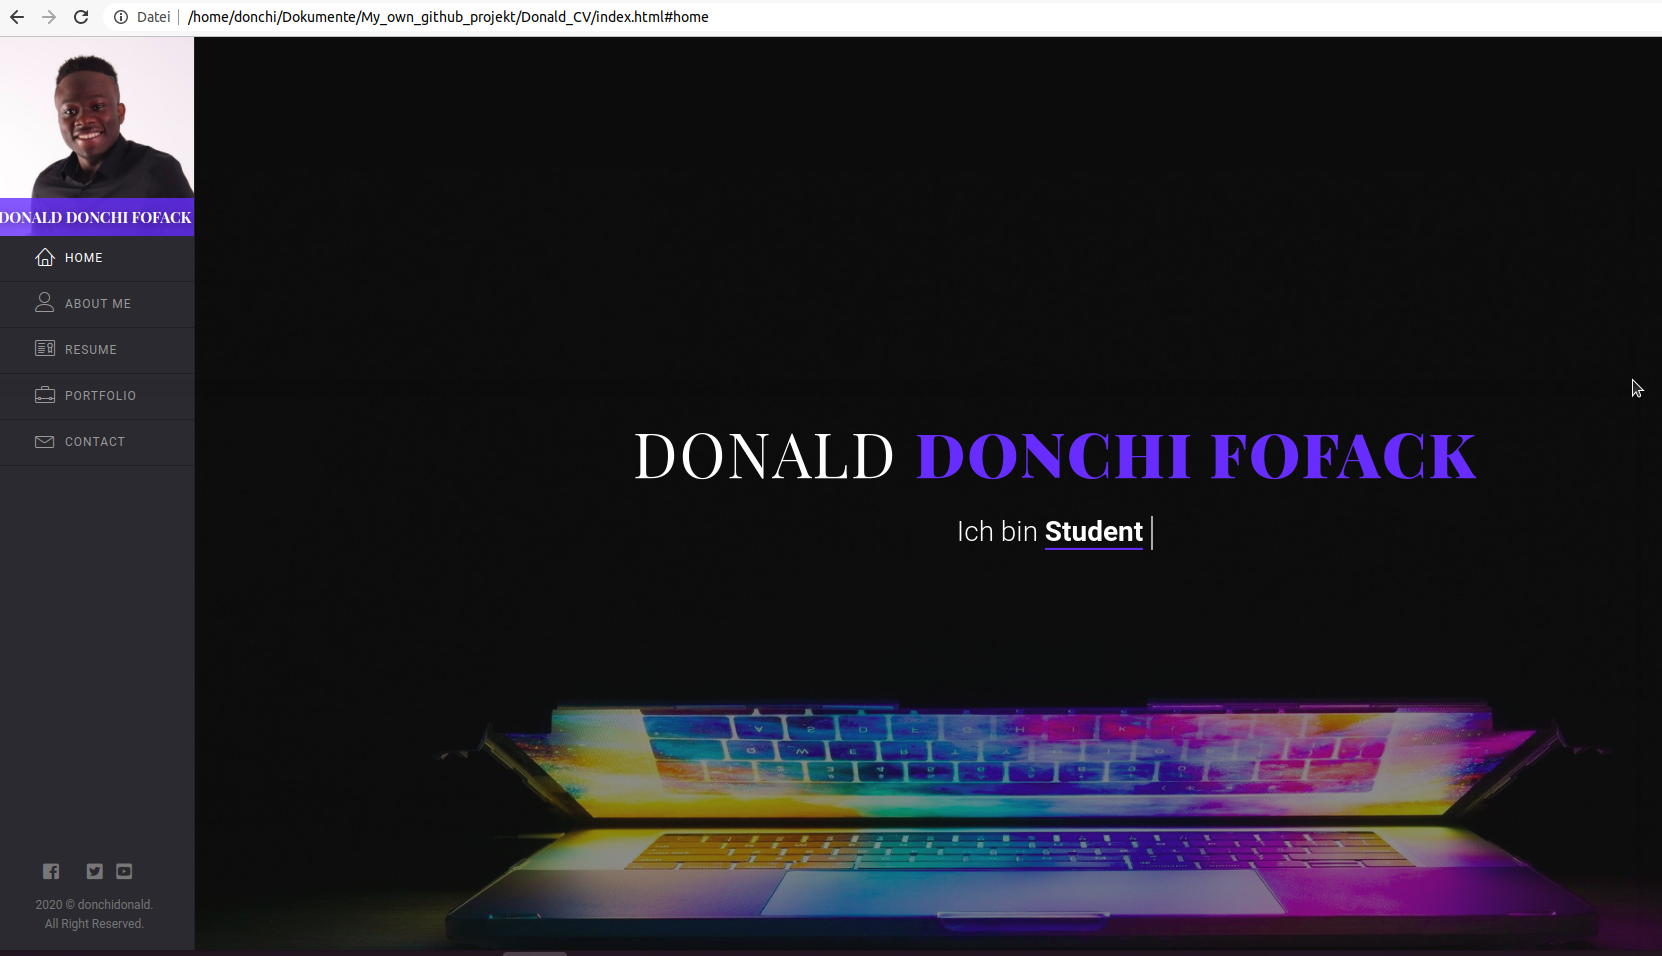 Datei
/home/donchi/Dokumente/My_own_github_projekt/Donald_CV/index.html#home
DONALD DONCHI FOFACK
HOME
ABOUT ME
RESUME
PORTFOLIO
CONTACT
DONALD DONCHI FOFACK
Ich bin Student
2020 © donchidonald.
All Right Reserved.